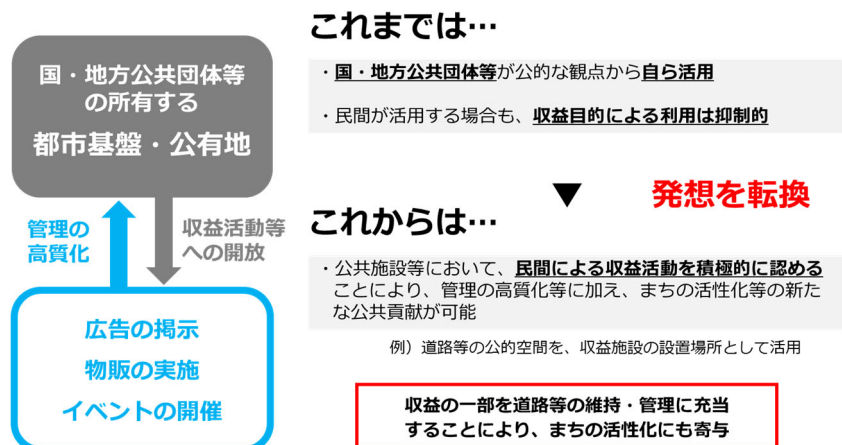 国・地方公共団体等
の所有する
都市基盤・公有地
管理の
高質化
収益活動等
への開放
広告の掲示
物販の実施
イベントの開催
これまでは…
・国・地方公共団体等が公的な観点から自ら活用
・民間が活用する場合も、収益目的による利用は抑制的
▼
発想を転換
これからは…
・公共施設等において、民間による収益活動を積極的に認める
ことにより、管理の高質化等に加え、まちの活性化等の新た
な公共貢献が可能
例）道路等の公的空間を、収益施設の設置場所として活用
収益の一部を道路等の維持・管理に充当
することにより、まちの活性化にも寄与